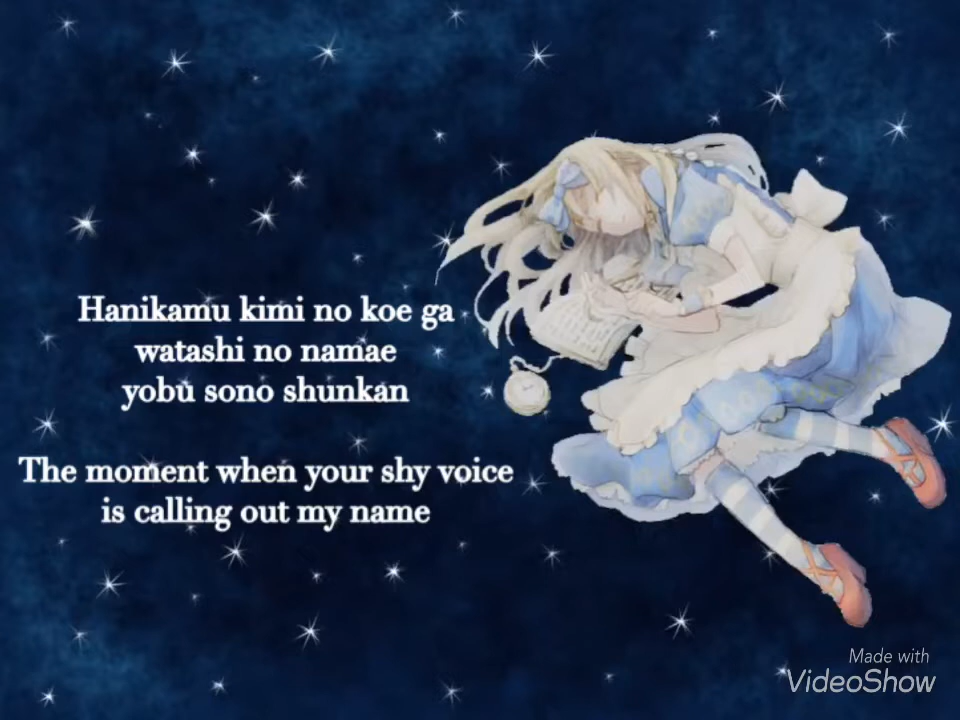 Hanikamu kimi no koe ga
watashi no namae
yobu sono shunkan
The moment when your shy voice
is calling out my name
Made with
VideoShow